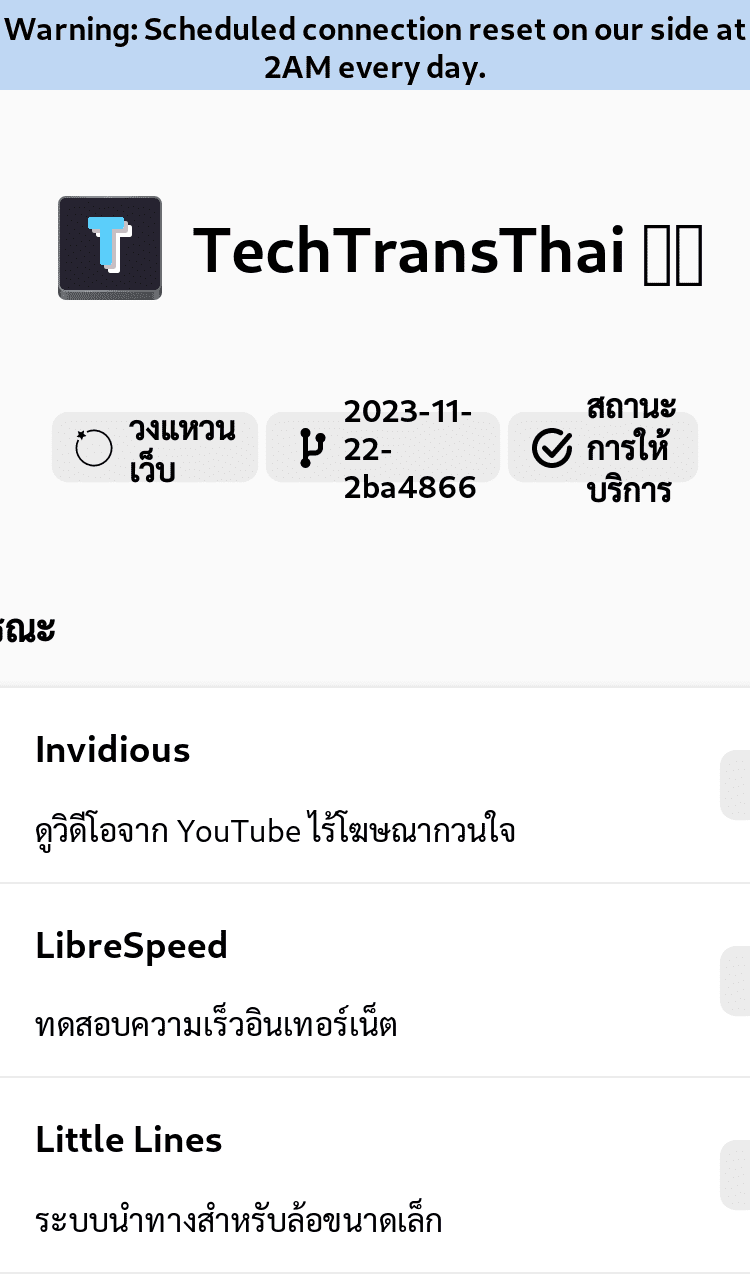 Warning: Scheduled connection reset on our side at
2AM every day.
TechTransThai
วงแหวน
เว็บ
2023-11-
22-
2ba4866
สถานะ
การให้
บริการ
Invidious
ดูวิดีโอจาก YouTube ไร้โฆษณากวนใจ
LibreSpeed
ทดสอบความเร็วอินเทอร์เน็ต
Little Lines
ระบบนำทางสำหรับล้อขนาดเล็ก